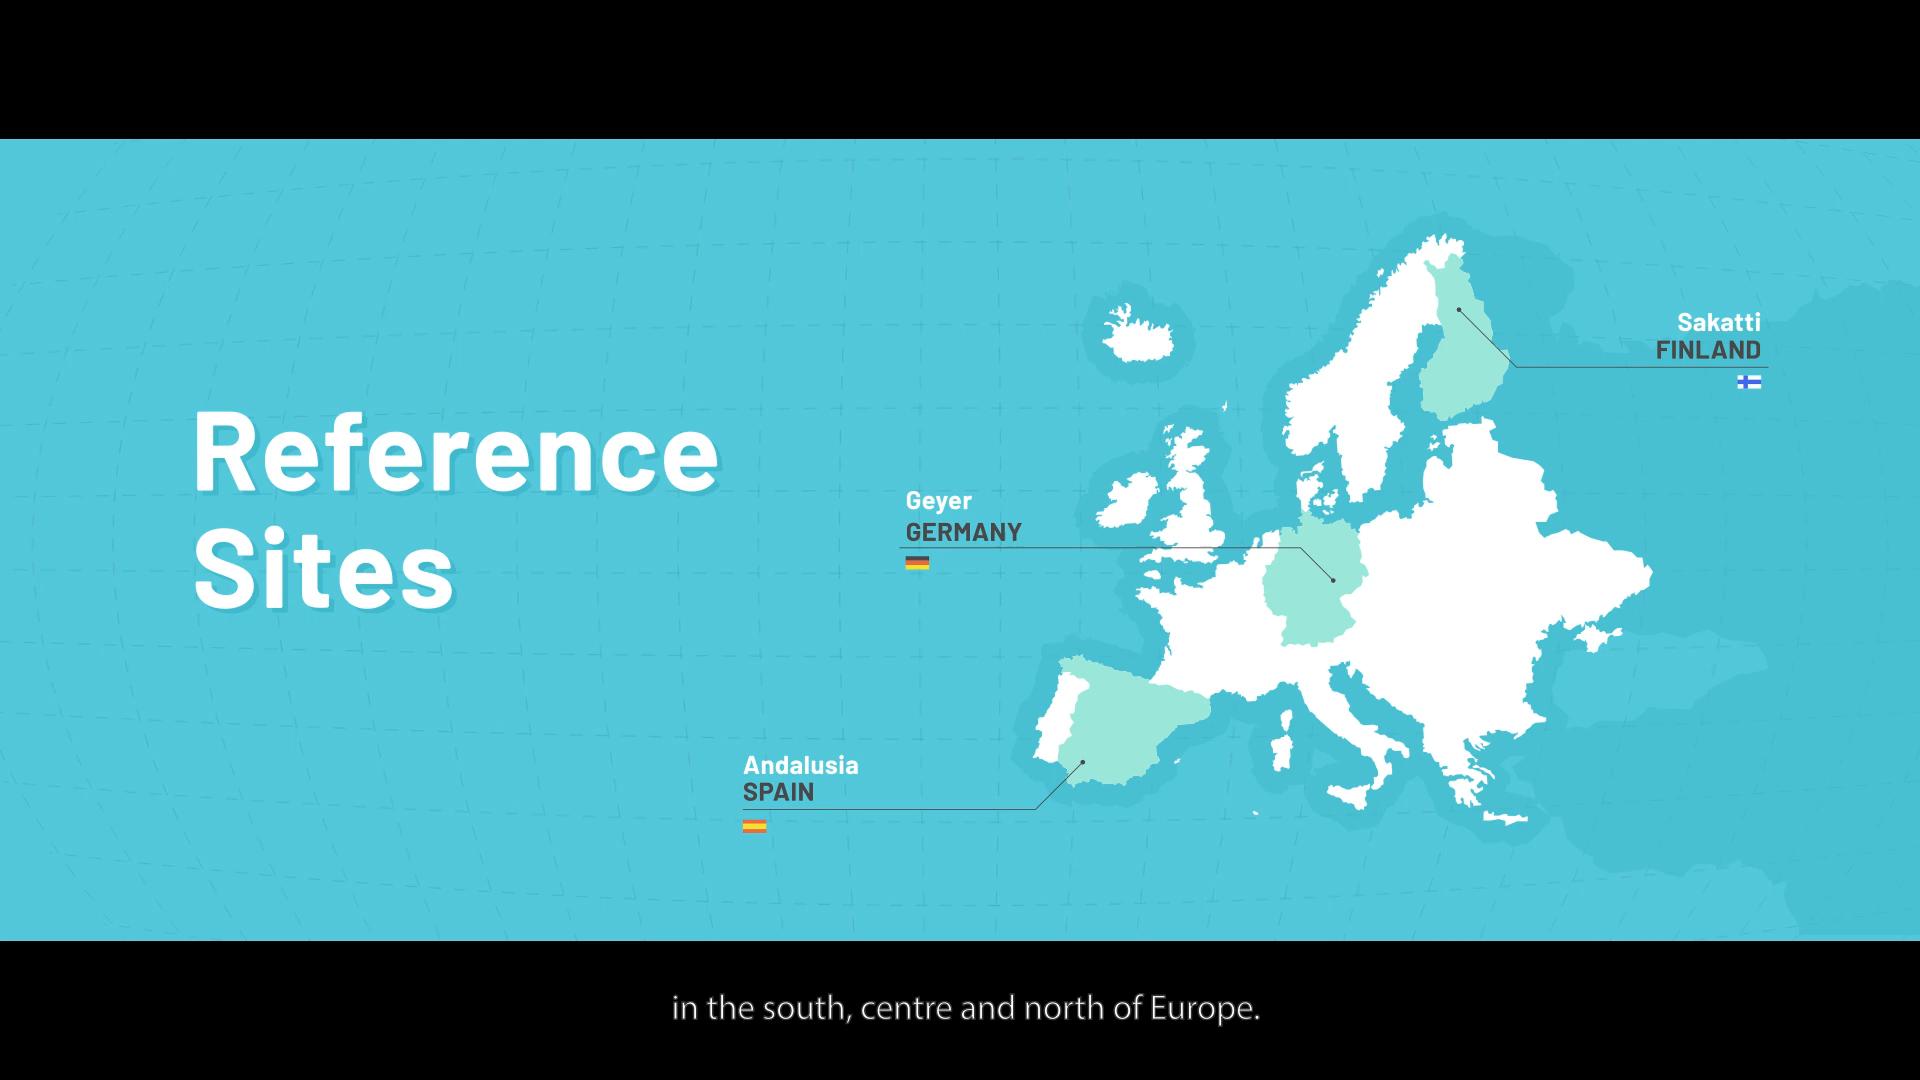 Reference
Sites
Sakatti
FINLAND
Geyer
GERMANY
Andalusia
SPAIN
in the south, centre and north of Europe.